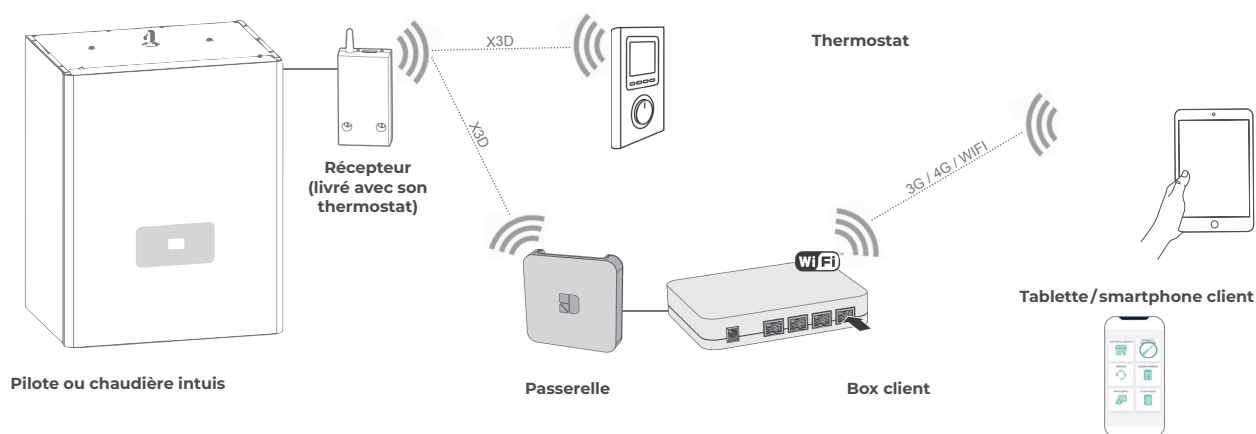 X3D
Thermostat
X3D
Récepteur
(livré avec son
thermostat)
3G / 4G / WIFI
WiFi
Tablette/smartphone client
Pilote ou chaudière intuis
Passerelle
Box client